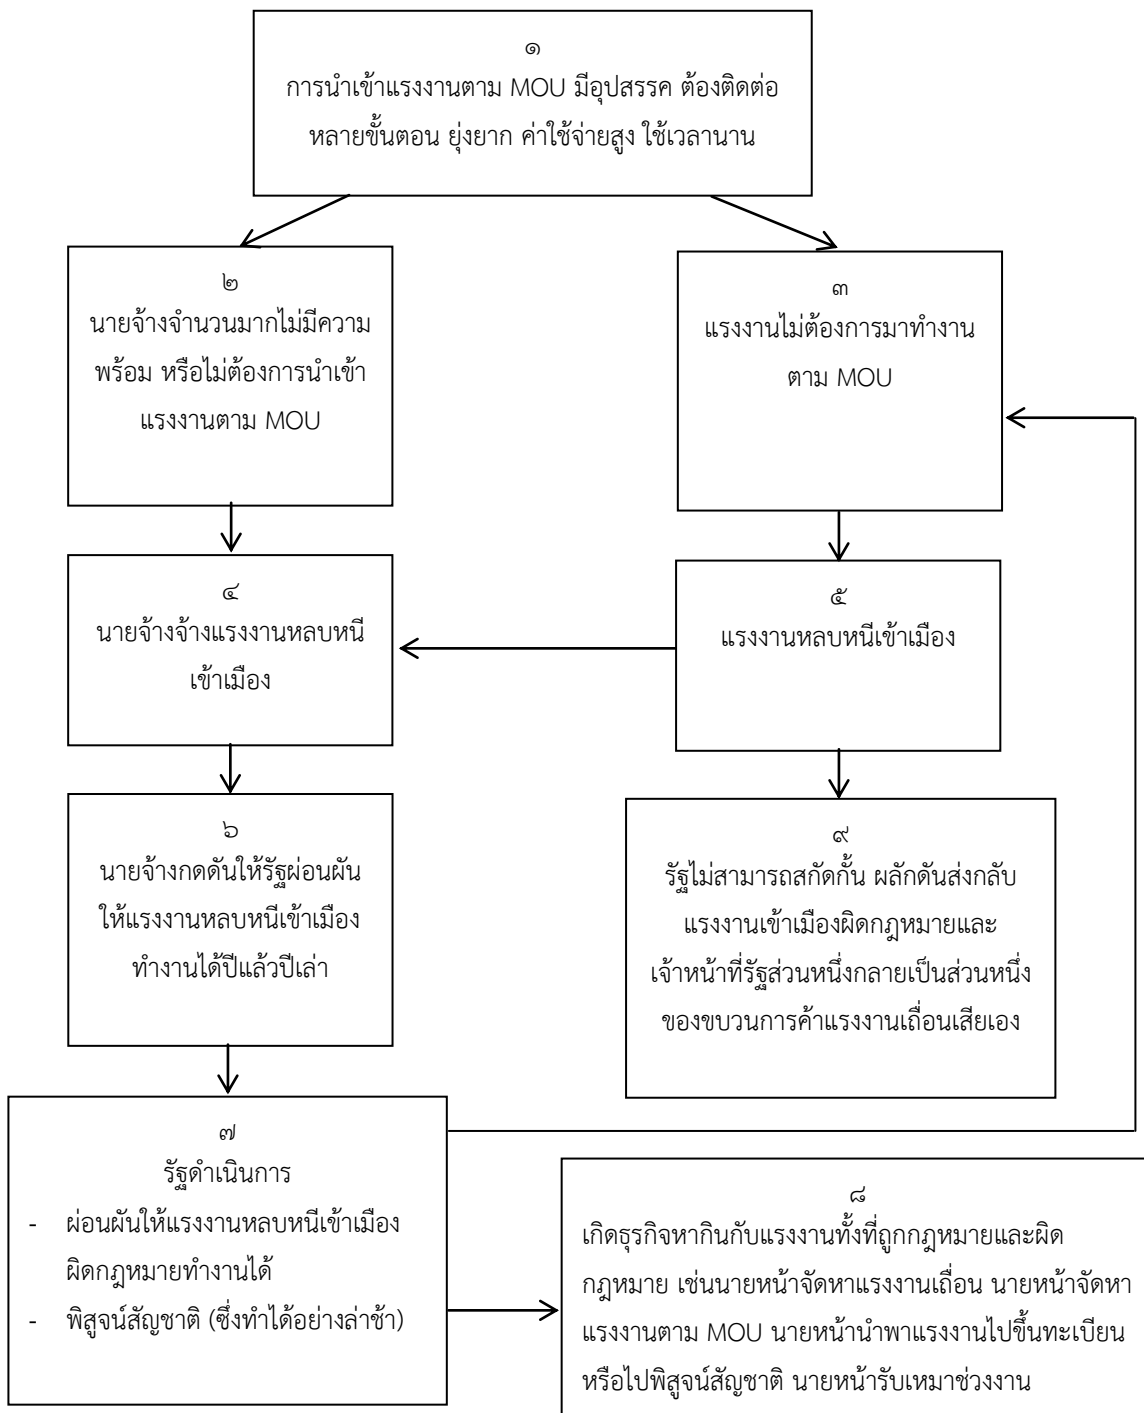 ๑
การนำเข้าแรงงานตาม MOU มีอุปสรรค ต้องติดต่อ
หลายขั้นตอน ยุ่งยาก ค่าใช้จ่ายสูง ใช้เวลานาน
๒
นายจ้างจำนวนมากไม่มีความ
พร้อม หรือไม่ต้องการนำเข้า
แรงงานตาม MOU
๓
แรงงานไม่ต้องการมาทำงาน
ตาม MOU
๔
นายจ้างจ้างแรงงานหลบหนี
เข้าเมือง
๕
แรงงานหลบหนีเข้าเมือง
๖
นายจ้างกดดันให้รัฐผ่อนผัน
ให้แรงงานหลบหนีเข้าเมือง
ทำงานได้ปีแล้วปีเล่า
๙
รัฐไม่สามารถสกัดกั้น ผลักดันส่งกลับ
แรงงานเข้าเมืองผิดกฎหมายและ
เจ้าหน้าที่รัฐส่วนหนึ่งกลายเป็นส่วนหนึ่ง
ของขบวนการค้าแรงงานเถื่อนเสียเอง
๗
รัฐดำเนินการ
- ผ่อนผันให้แรงงานหลบหนีเข้าเมือง
ผิดกฎหมายทำงานได้
- พิสูจน์สัญชาติ (ซึ่งทำได้อย่างล่าช้า)
๘
เกิดธุรกิจหากินกับแรงงานทั้งที่ถูกกฎหมายและผิด
กฎหมาย เช่นนายหน้าจัดหาแรงงานเถื่อน นายหน้าจัดหา
แรงงานตาม MOU นายหน้านำพาแรงงานไปขึ้นทะเบียน
หรือไปพิสูจน์สัญชาติ นายหน้ารับเหมาช่วงงาน